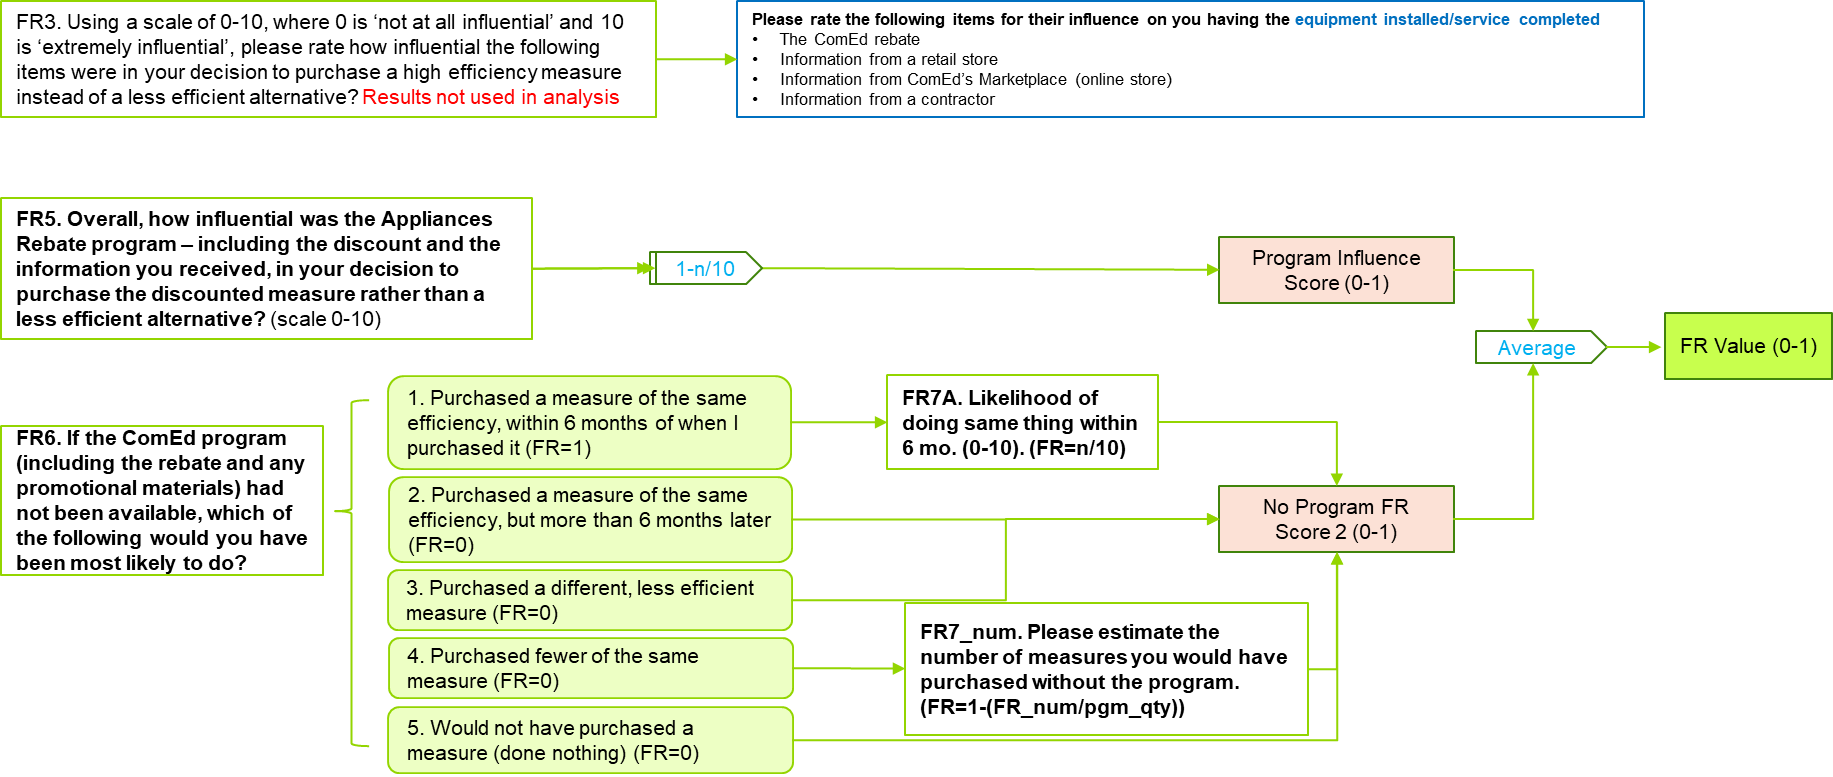 FR3. Using a scale of 0-10, where 0 is ‘not at all influential’ and 10
is ‘extremely influential’, please rate how influential the following
items were in your decision to purchase a high efficiency measure
instead of a less efficient alternative? Results not used in analysis
Please rate the following items for their influence on you having the equipment installed/service completed
• The ComEd rebate
• Information from a retail store
• Information from ComEd’s Marketplace (online store)
• Information from a contractor
FR5. Overall, how influential was the Appliances
Rebate program – including the discount and the
information you received, in your decision to
purchase the discounted measure rather than a
less efficient alternative? (scale 0-10)
1-n/10
Program Influence
Score (0-1)
Average
FR Value (0-1)
FR6. If the ComEd program
(including the rebate and any
promotional materials) had
not been available, which of
the following would you have
been most likely to do?
1. Purchased a measure of the same
efficiency, within 6 months of when I
purchased it (FR=1)
FR7A. Likelihood of
doing same thing within
6 mo. (0-10). (FR=n/10)
2. Purchased a measure of the same
efficiency, but more than 6 months later
(FR=0)
No Program FR
Score 2 (0-1)
3. Purchased a different, less efficient
measure (FR=0)
4. Purchased fewer of the same
measure (FR=0)
FR7_num. Please estimate the
number of measures you would have
purchased without the program.
(FR=1-(FR_num/pgm_qty))
5. Would not have purchased a
measure (done nothing) (FR=0)